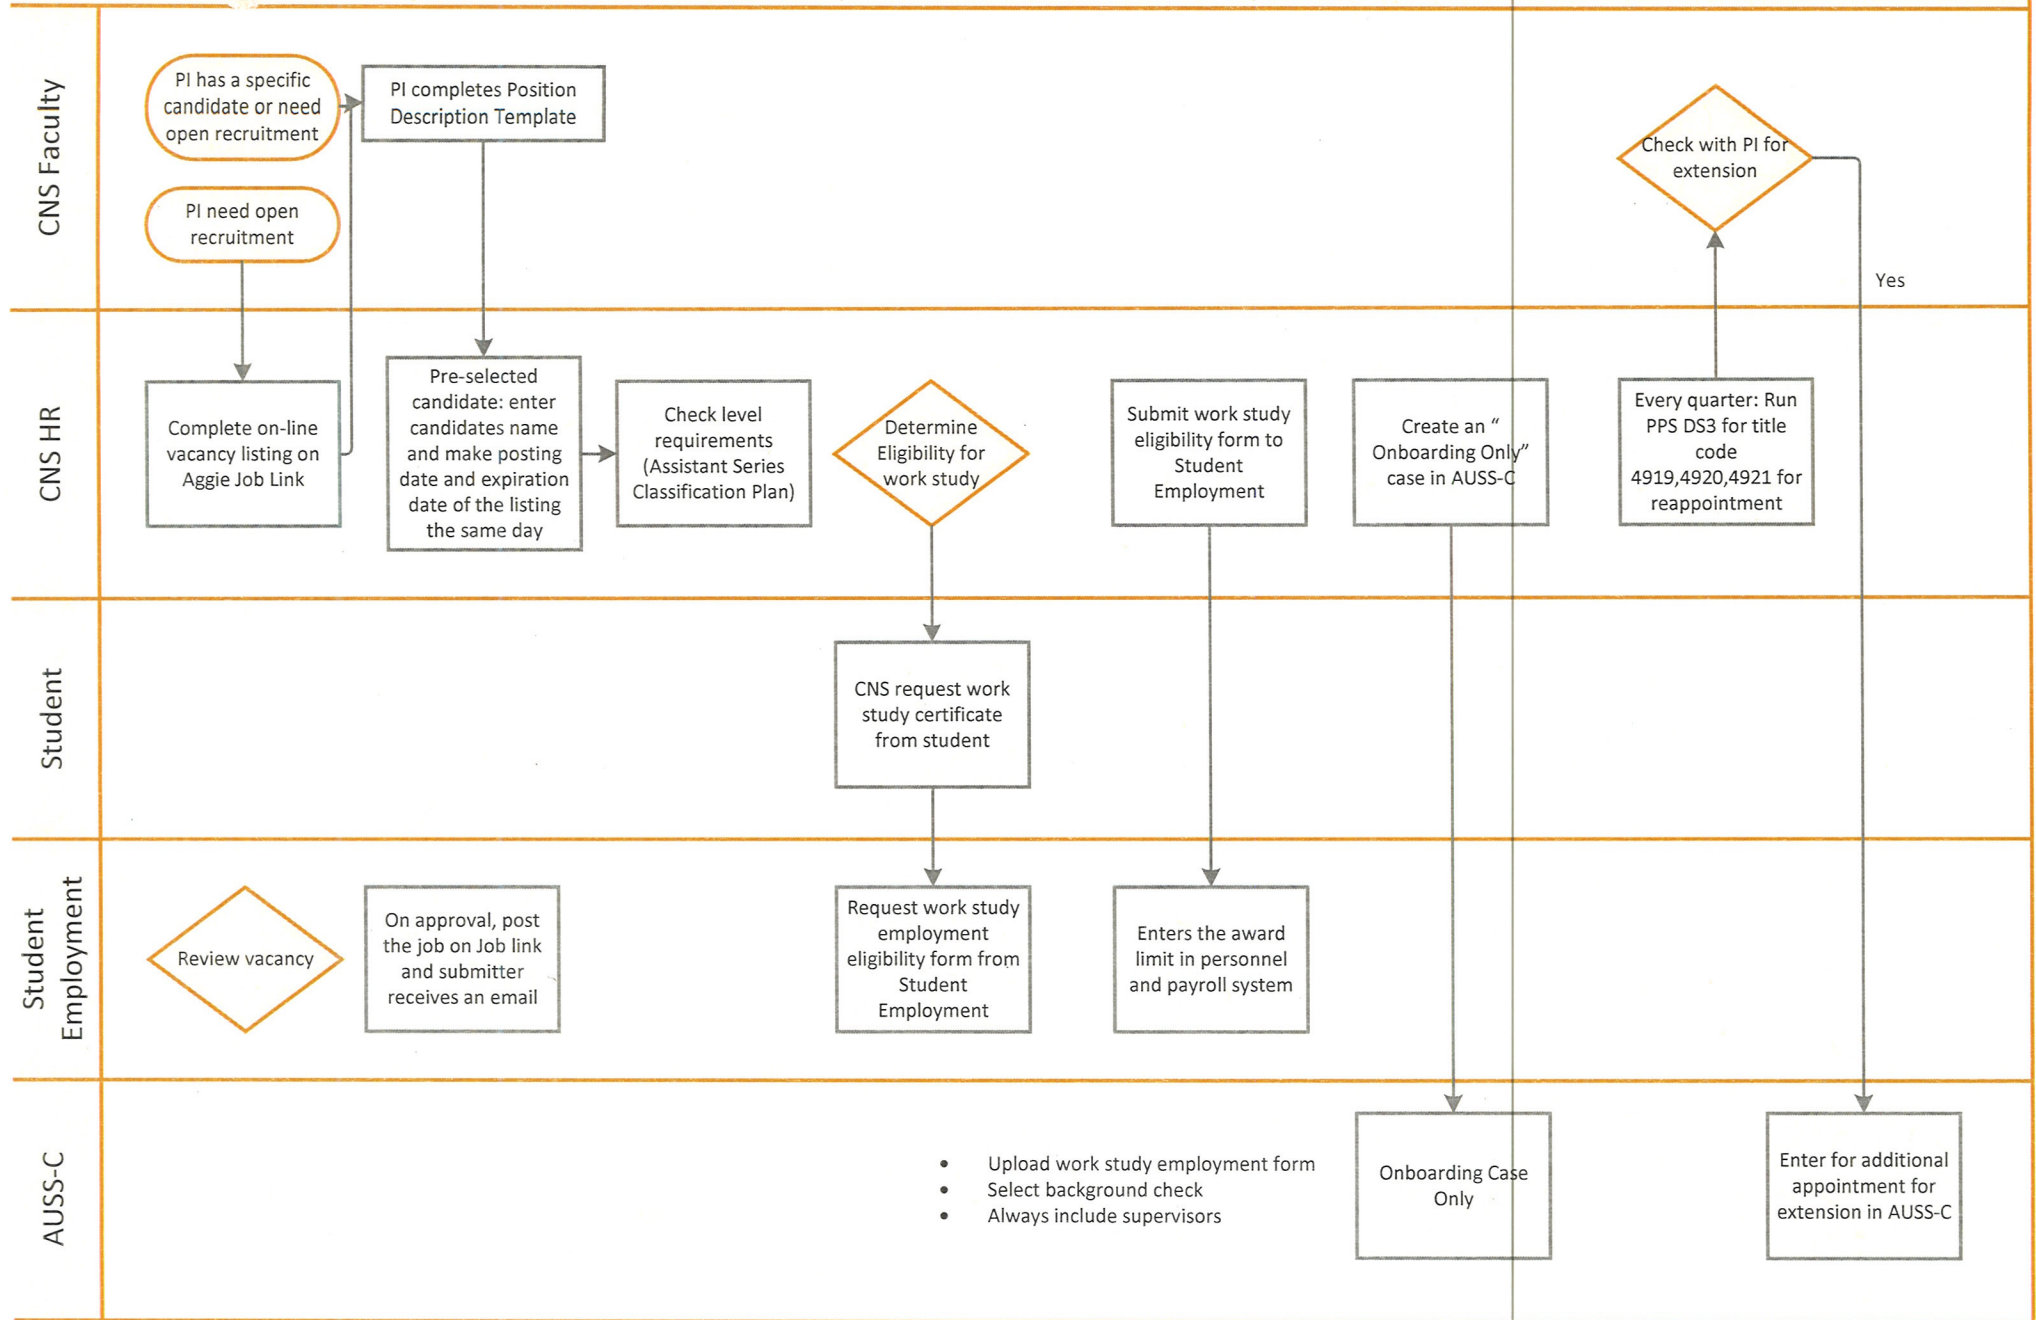 CNS Faculty
PI has a specific
candidate or need
open recruitment
PI completes Position
Description Template
PI need open
recruitment
Check with PI for
extension
Yes
CNS HR
Complete on-line
vacancy listing on
Aggie Job Link
Pre-selected
candidate: enter
candidates name
and make posting
date and expiration
date of the listing
the same day
Check level
requirements
(Assistant Series
Classification Plan)
Determine
Eligibility for
work study
Submit work study
eligibility form to
Student
Employment
Create an “
Onboarding Only”
case in AUSS-C
Every quarter: Run
PPS DS3 for title
code
4919,4920,4921 for
reappointment
Student
CNS request work
study certificate
from student
Student
Employment
Review vacancy
On approval, post
the job on Job link
and submitter
receives an email
Request work study
employment
eligibility form from
Student
Employment
Enters the award
limit in personnel
and payroll system
AUSS-C
• Upload work study employment form
• Select background check
• Always include supervisors
Onboarding Case
Only
Enter for additional
appointment for
extension in AUSS-C